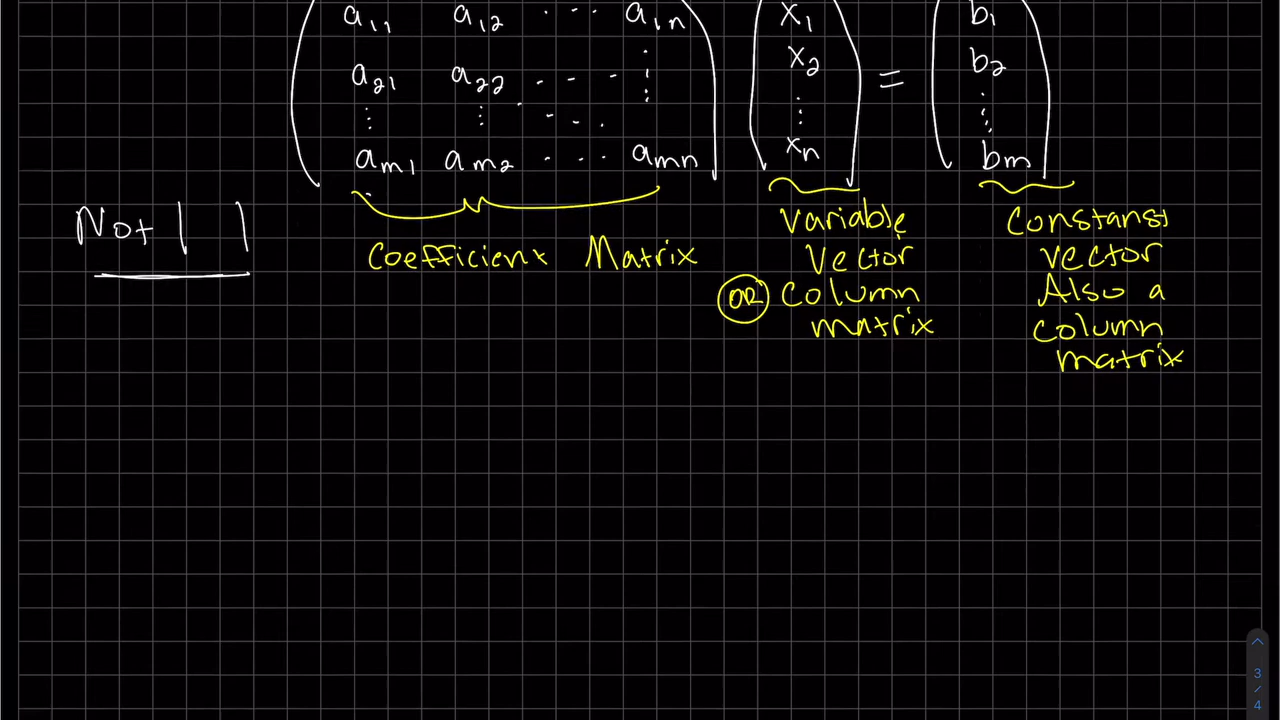 a11 a12 ... a1n x1 b1
a21 a22 ... x2 = b2
am1 am2 ... amn xn bm
Not | |
Coefficient Matrix
Variable
Vector
OR Column
matrix
Constanst
vector
Also a
column
matrix
3
/
4